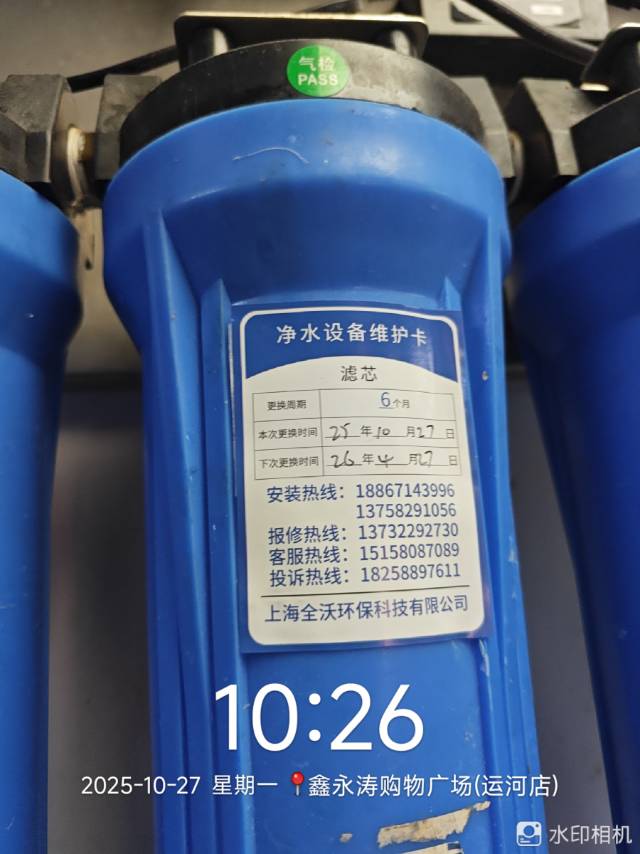 气检
PASS
净水设备维护卡
滤芯
更换周期 6个月
本次更换时间 25年10月27日
下次更换时间 26年4月27日
安装热线：18867143996
13758291056
报修热线：13732292730
客服热线：15158087089
投诉热线：18258897611
上海全沃环保科技有限公司
10:26
2025-10-27 星期一 鑫永涛购物广场(运河店)
水印相机